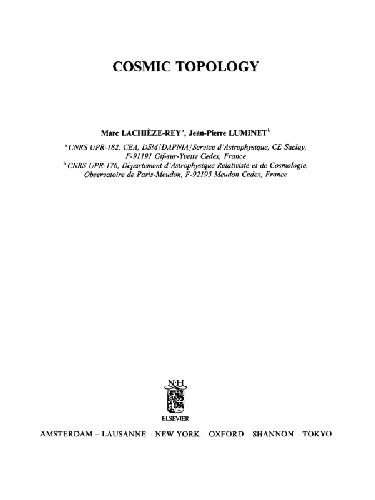 COSMIC TOPOLOGY
Marc LACHIÈZE-REYᵃ, Jean-Pierre LUMINETᵇ
ᵃ CNRS UPR-182, CEA, DSM/DAPNIA/Service d'Astrophysique, CE Saclay,
F-91191 Gif-sur-Yvette Cedex, France
ᵇ CNRS UPR-176, Département d'Astrophysique Relativiste et de Cosmologie,
Observatoire de Paris-Meudon, F-92195 Meudon Cedex, France
N·H
ELSEVIER
AMSTERDAM – LAUSANNE – NEW YORK – OXFORD – SHANNON – TOKYO